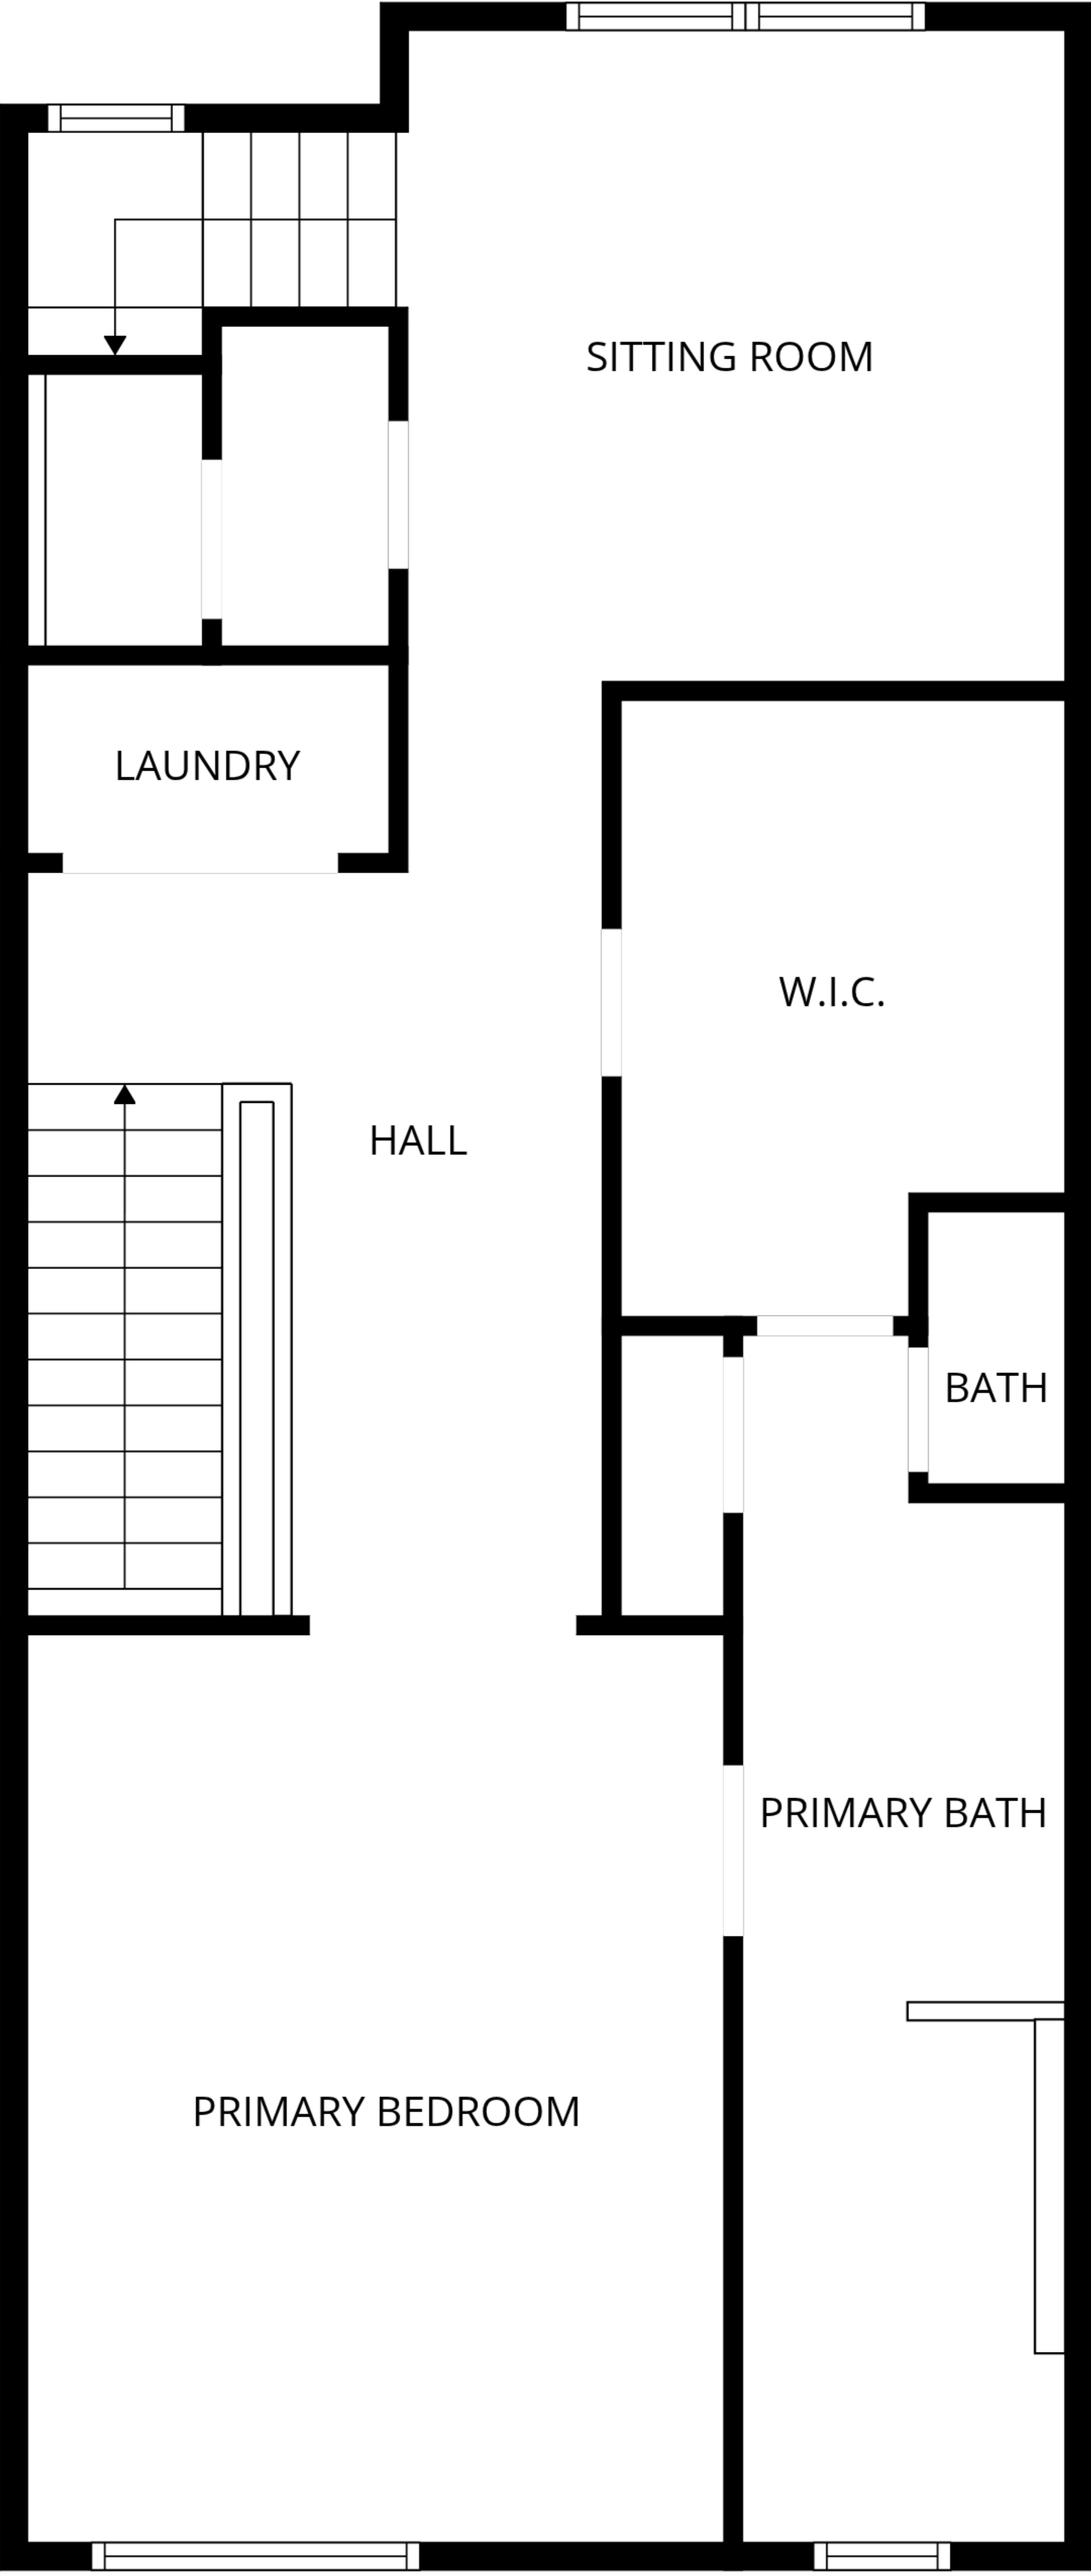 SITTING ROOM
LAUNDRY
W.I.C.
HALL
BATH
PRIMARY BATH
PRIMARY BEDROOM